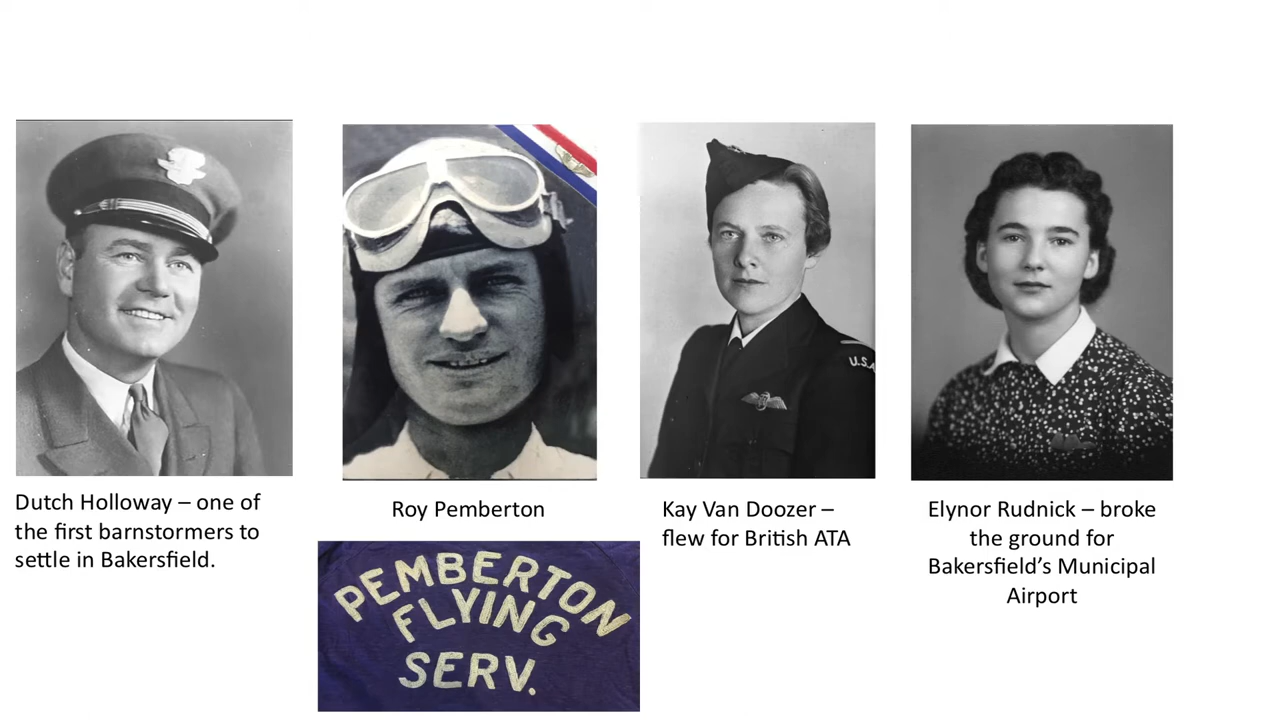 U.S.A
Dutch Holloway – one of
the first barnstormers to
settle in Bakersfield.
Roy Pemberton
PEMBERTON
FLYING
SERV.
Kay Van Doozer –
flew for British ATA
Elynor Rudnick – broke
the ground for
Bakersfield's Municipal
Airport